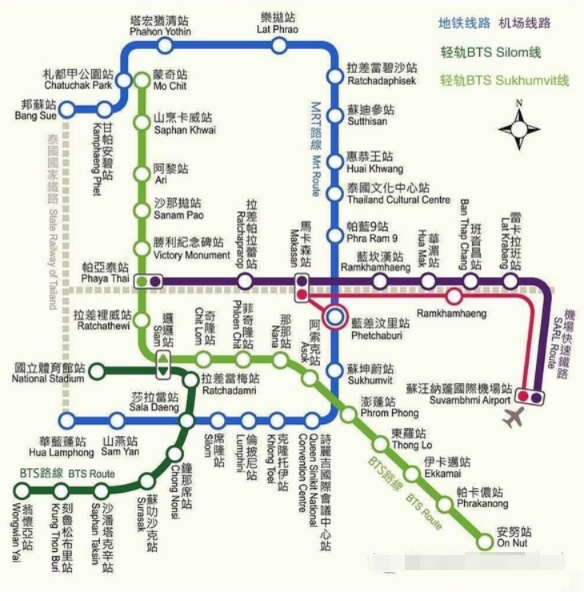 地铁线路 机场线路
轻轨BTS Silom线
轻轨BTS Sukhumvit线
塔宏猶清站
Phahon Yothin
樂拋站
Lat Phrao
札都甲公園站
Chatuchak Park
蒙奇站
Mo Chit
拉差當碧沙站
Ratchadaphisek
邦蘇站
Bang Sue
甘帕安碧站
Kamphaeng Phet
山烹卡威站
Saphan Khwai
蘇迪參站
Sutthisan
MRT路線 Mrt Route
惠恭王站
Huai Khwang
阿黎站
Ari
泰國文化中心站
Thailand Cultural Centre
沙那拋站
Sanam Pao
帕藍9站
Phra Ram 9
勝利紀念碑站
Victory Monument
泰國國家鐵路 State Railway of Tailand
拉差帕拉蕾站
Ratchaprarop
馬卡森站
Makasan
藍坎漢站
Ramkhamhaeng
華灞站
Hua Mak
Ban Thap Chang
雷卡拉班站
Lat Krabang
帕亞泰站
Phaya Thai
Ramkhamhaeng
機場快速鐵路
SARL Route
拉差裡威站
Ratchathewi
暹邏站
Siam
奇隆站
Chit Lom
菲奇隆站
Phloen Chit
那那站
Nana
阿索克站
Asok
藍差汶里站
Phetchaburi
國立體育館站
National Stadium
拉差當梅站
Ratchadamri
蘇坤蔚站
Sukhumvit
蘇汪納蓬國際機場站
Suvarnbhmi Airport
莎拉當站
Sala Daeng
澎蓬站
Phrom Phong
華藍蓬站
Hua Lamphong
山燕站
Sam Yan
席隆站
Silom
倫披尼站
Lumphin
克隆托伊站
Khlong Toei
詩麗吉國際會議中心站
Queen Sirikit National
Convention Centre
東羅站
Thong Lo
伊卡邁站
Ekkamai
BTS路線 BTS Route
鐘那席站
Chong Nonsi
BTS路線 BTS Route
帕卡儂站
Phrakanong
翁懷亞站
Wongwian Yai
刻魯松布里站
Krung Thon Buri
沙潘塔克辛站
Saphan Taksin
蘇叻沙克站
Surasak
安努站
On Nut